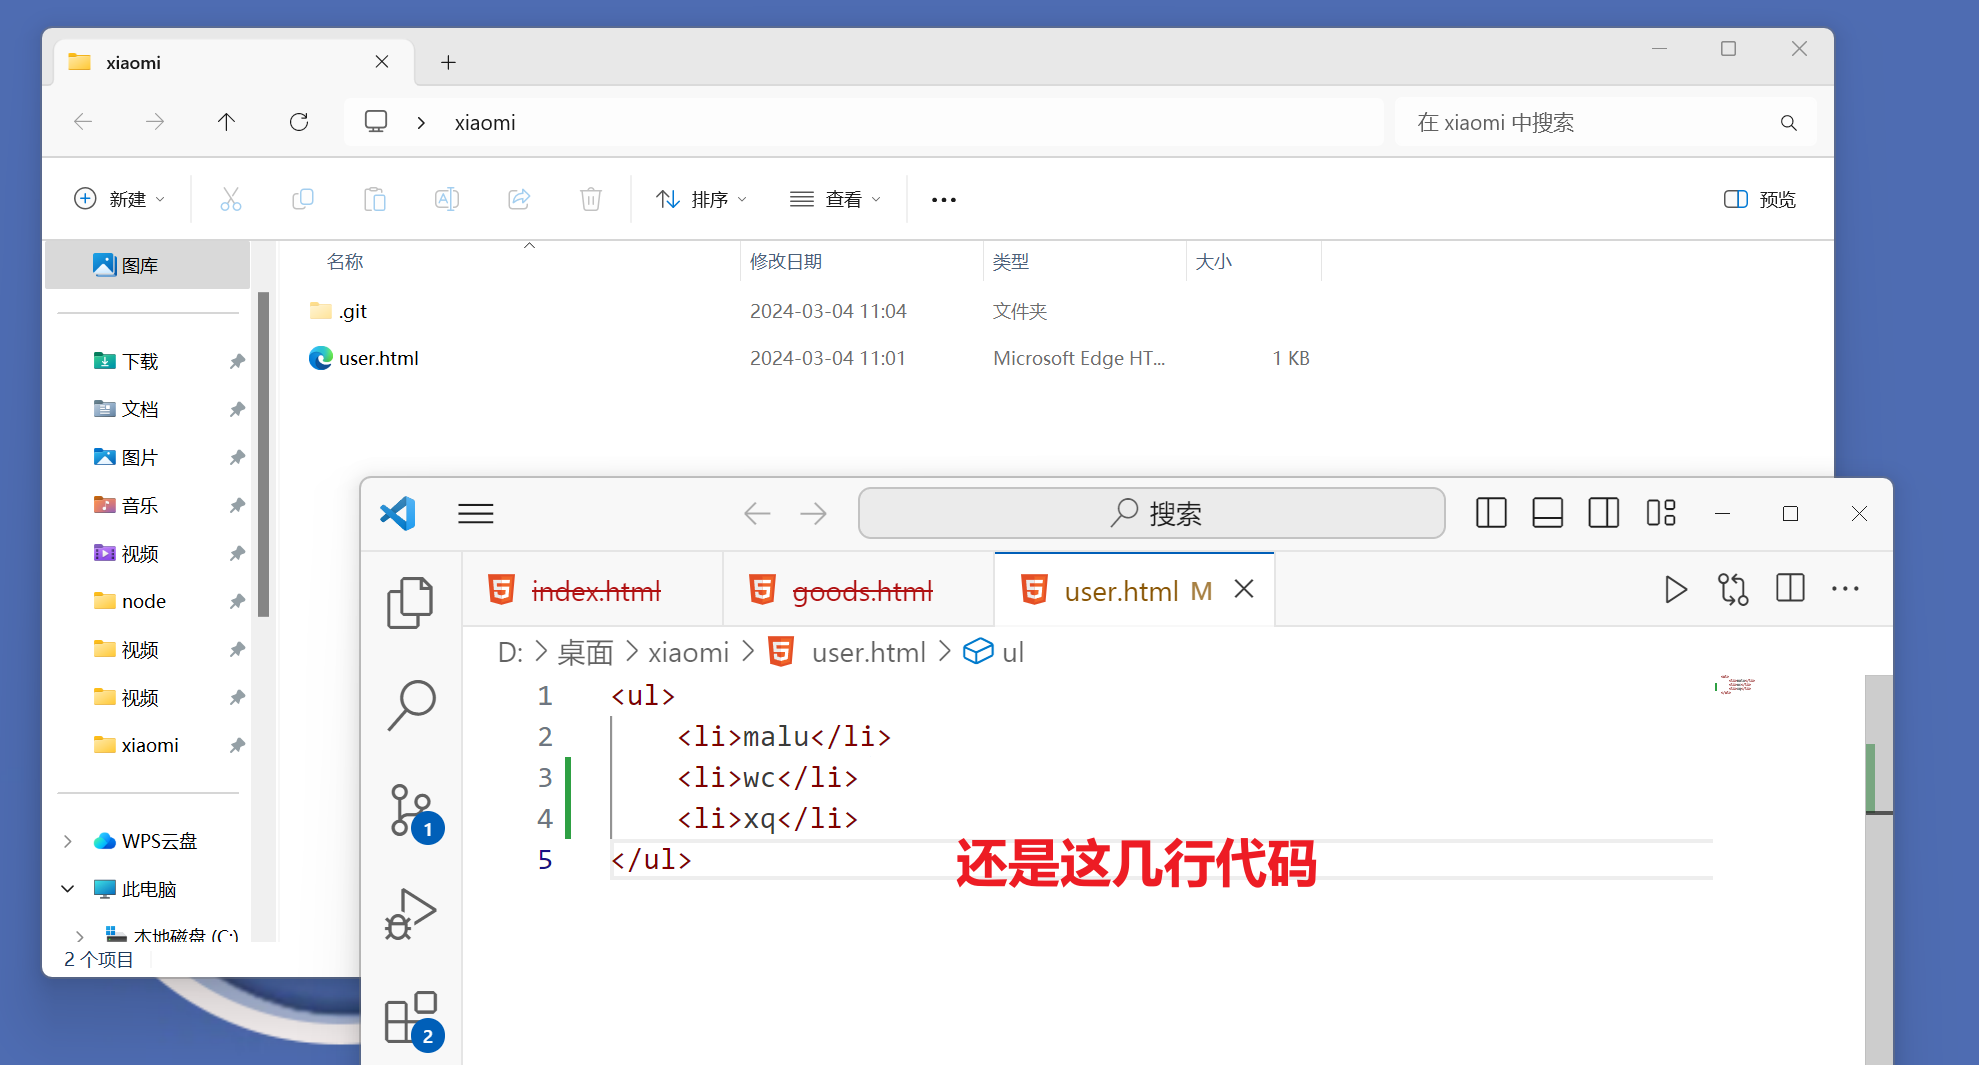 xiaomi
xiaomi
在 xiaomi 中搜索
新建
排序
查看
预览
图库
名称
修改日期
类型
大小
.git
2024-03-04 11:04
文件夹
user.html
2024-03-04 11:01
Microsoft Edge HT...
1 KB
下载
文档
图片
音乐
视频
node
视频
视频
xiaomi
WPS云盘
此电脑
本地磁盘 (C:)
2 个项目
搜索
index.html
goods.html
user.html M
D: > 桌面 > xiaomi > user.html > ul
1 <ul>
2 <li>malu</li>
3 <li>wc</li>
4 <li>xq</li>
5 </ul>
还是这几行代码
1
2